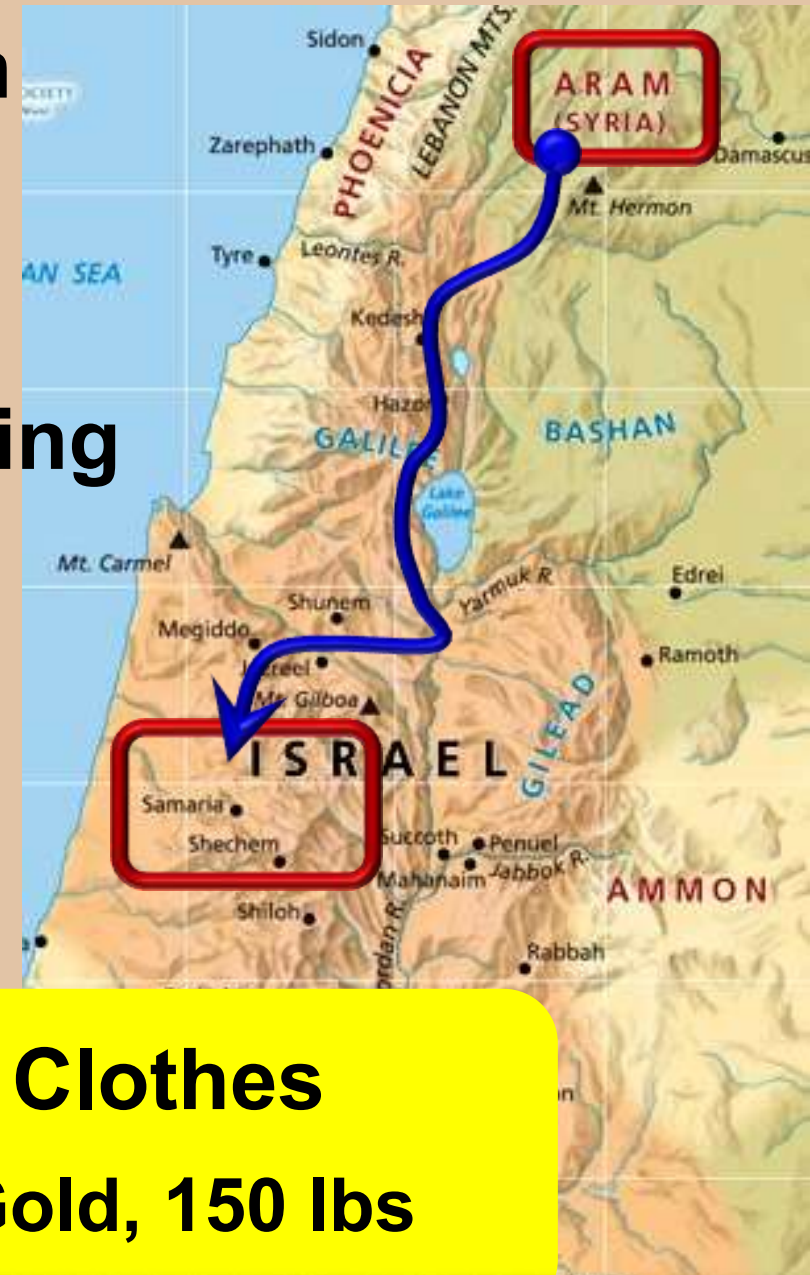 Sidon
PHOENICIA
LEBANON MTS.
ARAM
(SYRIA)
Zarephath
Damascus
Mt. Hermon
Tyre
Leontes R.
AN SEA
Kedesh
ing
Hazor
GALILEE
BASHAN
Lake
Galilee
Mt. Carmel
Yarmuk R
Edrei
Shunem
Megiddo
Jezreel
Ramoth
Mt. Gilboa
GILEAD
ISRAEL
Samaria
Shechem
Succoth
Penuel
Mahanaim
Jabbok R.
AMMON
Shiloh
ordan R.
Rabbah
Clothes
Gold, 150 lbs